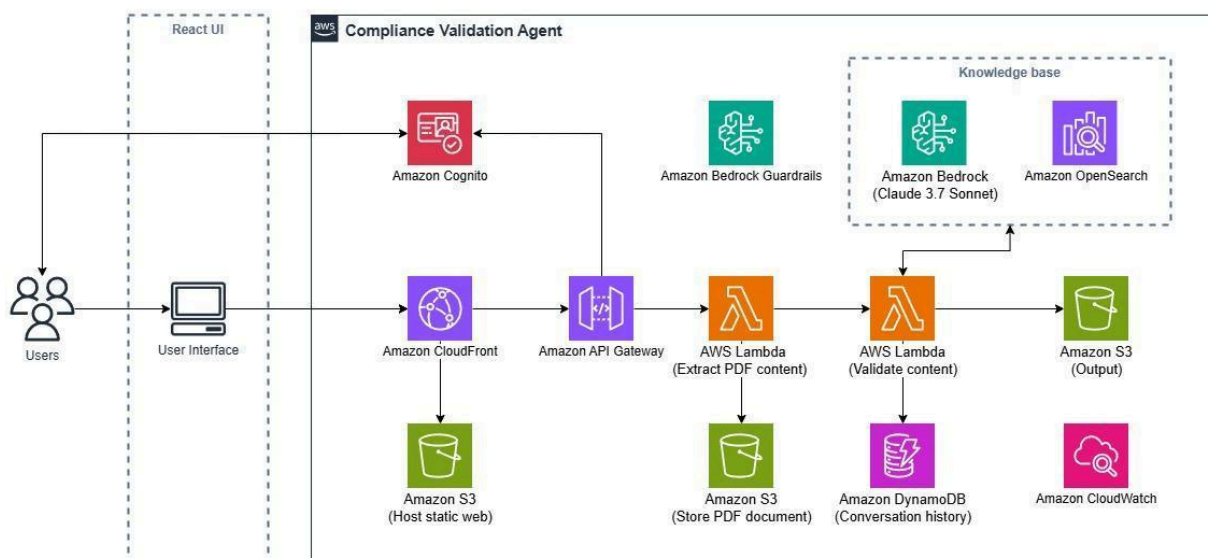 React UI
aws
Compliance Validation Agent
Knowledge base
Amazon Cognito
Amazon Bedrock Guardrails
Amazon Bedrock
(Claude 3.7 Sonnet)
Amazon OpenSearch
Users
User Interface
Amazon CloudFront
Amazon API Gateway
AWS Lambda
(Extract PDF content)
AWS Lambda
(Validate content)
Amazon S3
(Output)
Amazon S3
(Host static web)
Amazon S3
(Store PDF document)
Amazon DynamoDB
(Conversation history)
Amazon CloudWatch